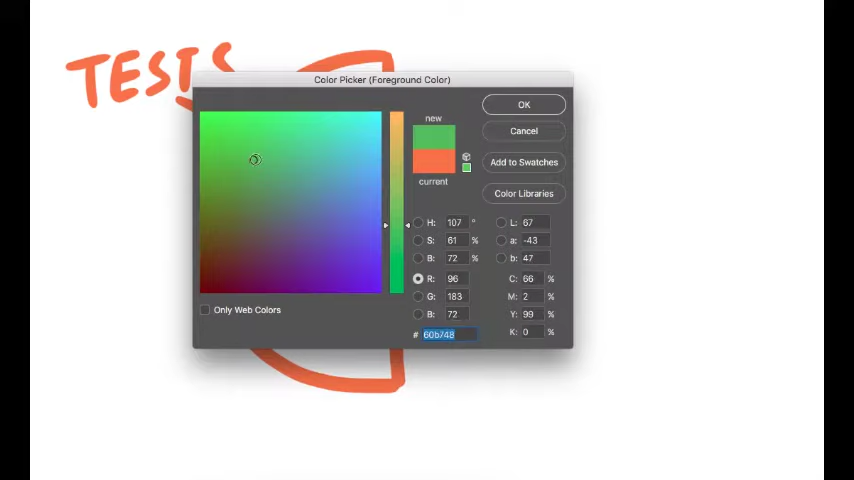 TESTS
Color Picker (Foreground Color)
new
current
OK
Cancel
Add to Swatches
Color Libraries
H: 107 °
S: 61 %
B: 72 %
R: 96
G: 183
B: 72
# 60b748
L: 67
a: -43
b: 47
C: 66 %
M: 2 %
Y: 99 %
K: 0 %
Only Web Colors